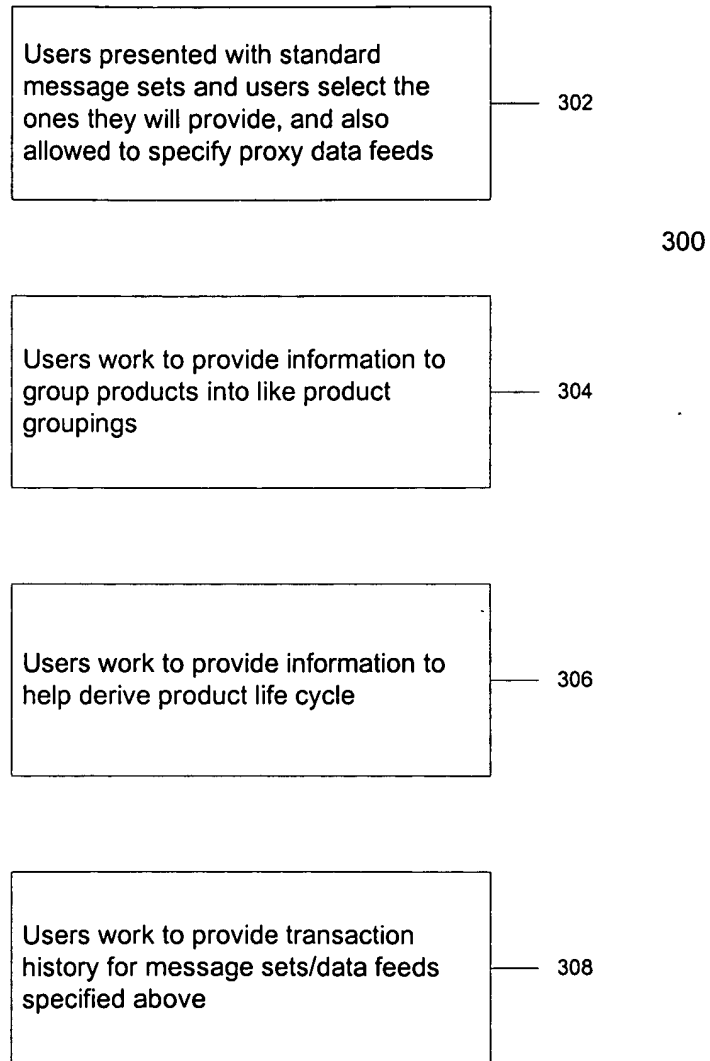 Users presented with standard
message sets and users select the
ones they will provide, and also
allowed to specify proxy data feeds
302
300
Users work to provide information to
group products into like product
groupings
304
Users work to provide information to
help derive product life cycle
306
Users work to provide transaction
history for message sets/data feeds
specified above
308